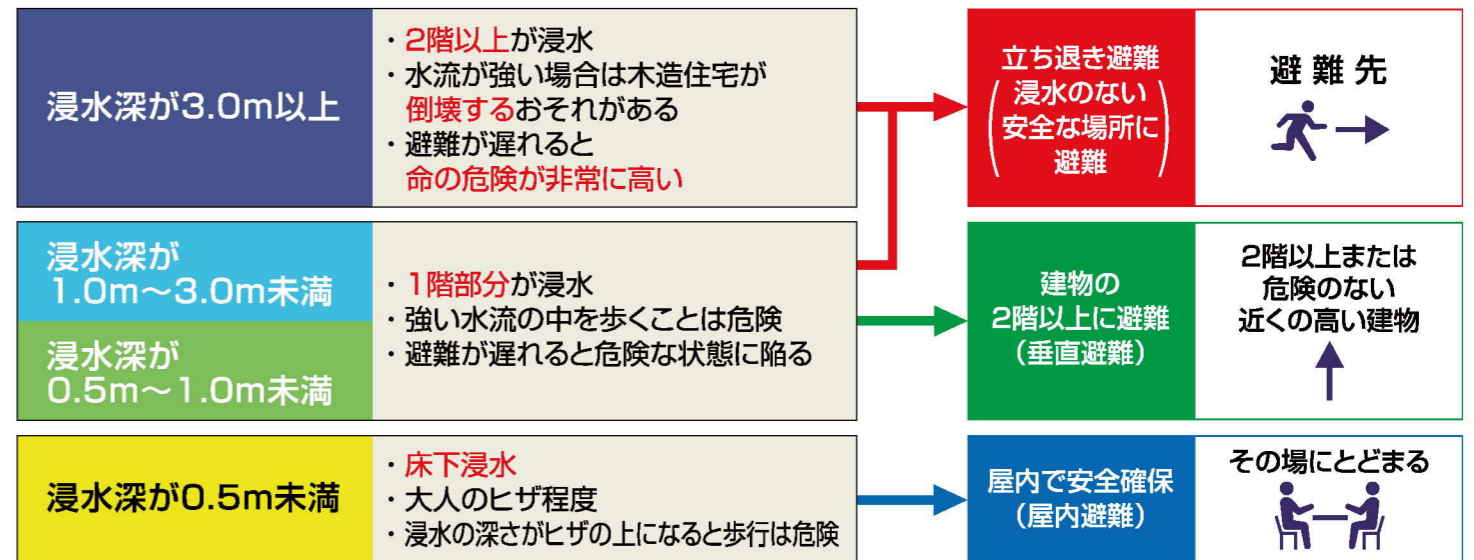 浸水深が3.0m以上
・2階以上が浸水
・水流が強い場合は木造住宅が
倒壊するおそれがある
・避難が遅れると
命の危険が非常に高い
立ち退き避難
(浸水のない
安全な場所に
避難)
避難先
浸水深が
1.0m～3.0m未満
浸水深が
0.5m～1.0m未満
・1階部分が浸水
・強い水流の中を歩くことは危険
・避難が遅れると危険な状態に陥る
建物の
2階以上に避難
（垂直避難）
2階以上または
危険のない
近くの高い建物
浸水深が0.5m未満
・床下浸水
・大人のヒザ程度
・浸水の深さがヒザの上になると歩行は危険
屋内で安全確保
（屋内避難）
その場にとどまる